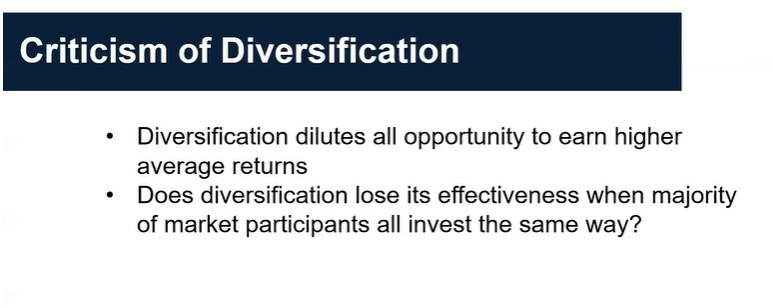 Criticism of Diversification
• Diversification dilutes all opportunity to earn higher
average returns
• Does diversification lose its effectiveness when majority
of market participants all invest the same way?